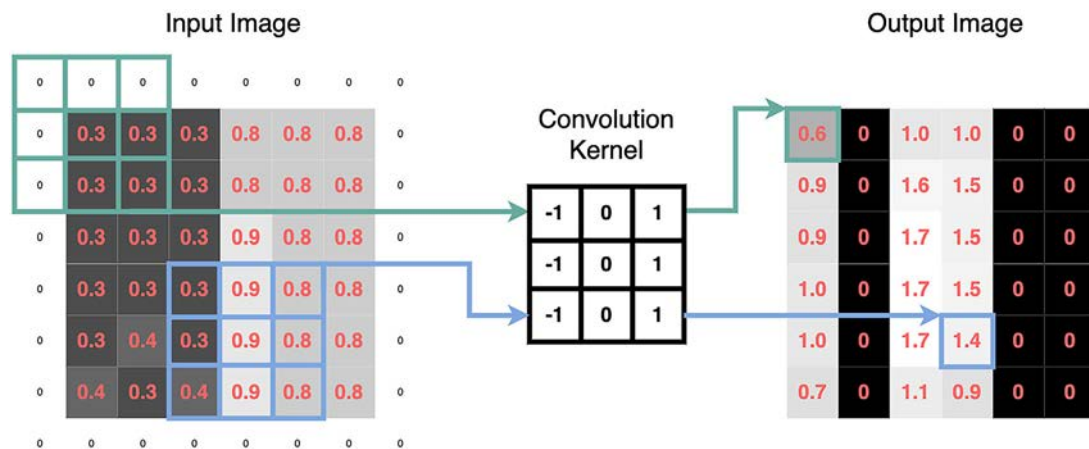 Input Image
Output Image
Convolution
Kernel
0 0 0 0 0 0 0 0
0 0.3 0.3 0.3 0.8 0.8 0.8 0
0 0.3 0.3 0.3 0.8 0.8 0.8 0
0 0.3 0.3 0.3 0.9 0.8 0.8 0
0 0.3 0.3 0.3 0.9 0.8 0.8 0
0 0.3 0.4 0.3 0.9 0.8 0.8 0
0 0.4 0.3 0.4 0.9 0.8 0.8 0
0 0 0 0 0 0 0 0
-1 0 1
-1 0 1
-1 0 1
0.6 0 1.0 1.0 0 0
0.9 0 1.6 1.5 0 0
0.9 0 1.7 1.5 0 0
1.0 0 1.7 1.5 0 0
1.0 0 1.7 1.4 0 0
0.7 0 1.1 0.9 0 0